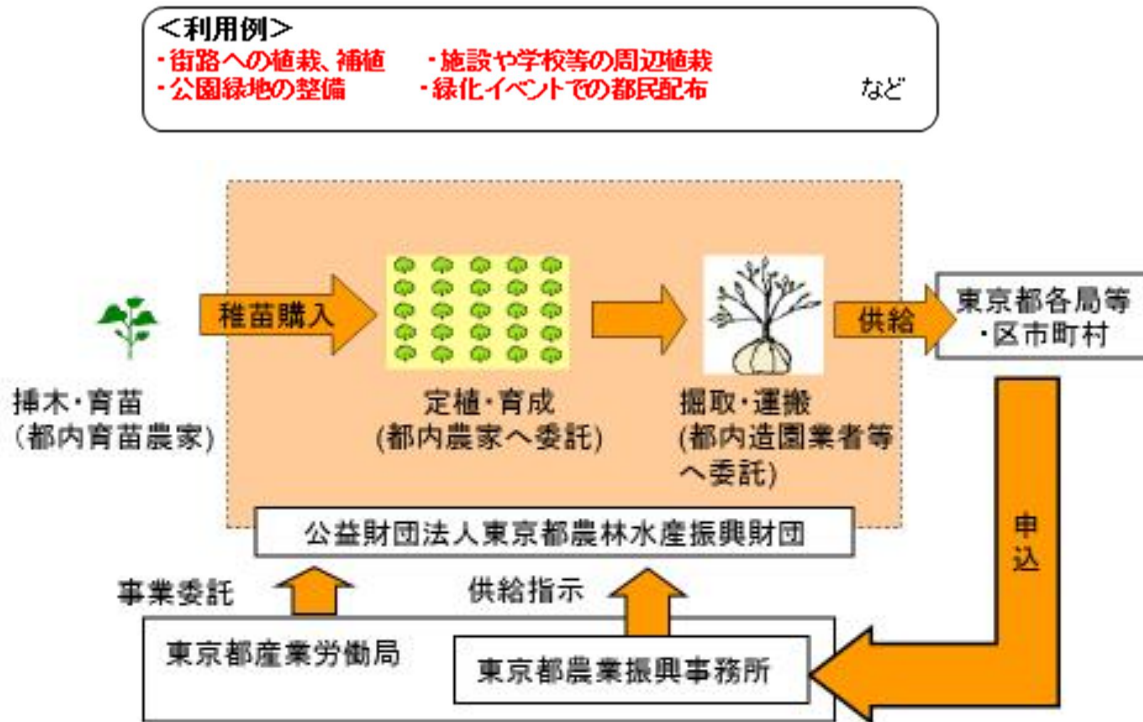 ＜利用例＞
・街路への植栽、補植　・施設や学校等の周辺植栽
・公園緑地の整備　・緑化イベントでの都民配布　など
稚苗購入
供給
東京都各局等
・区市町村
挿木・育苗
（都内育苗農家）
定植・育成
(都内農家へ委託)
掘取・運搬
(都内造園業者等
へ委託)
公益財団法人東京都農林水産振興財団
申込
事業委託
供給指示
東京都産業労働局
東京都農業振興事務所